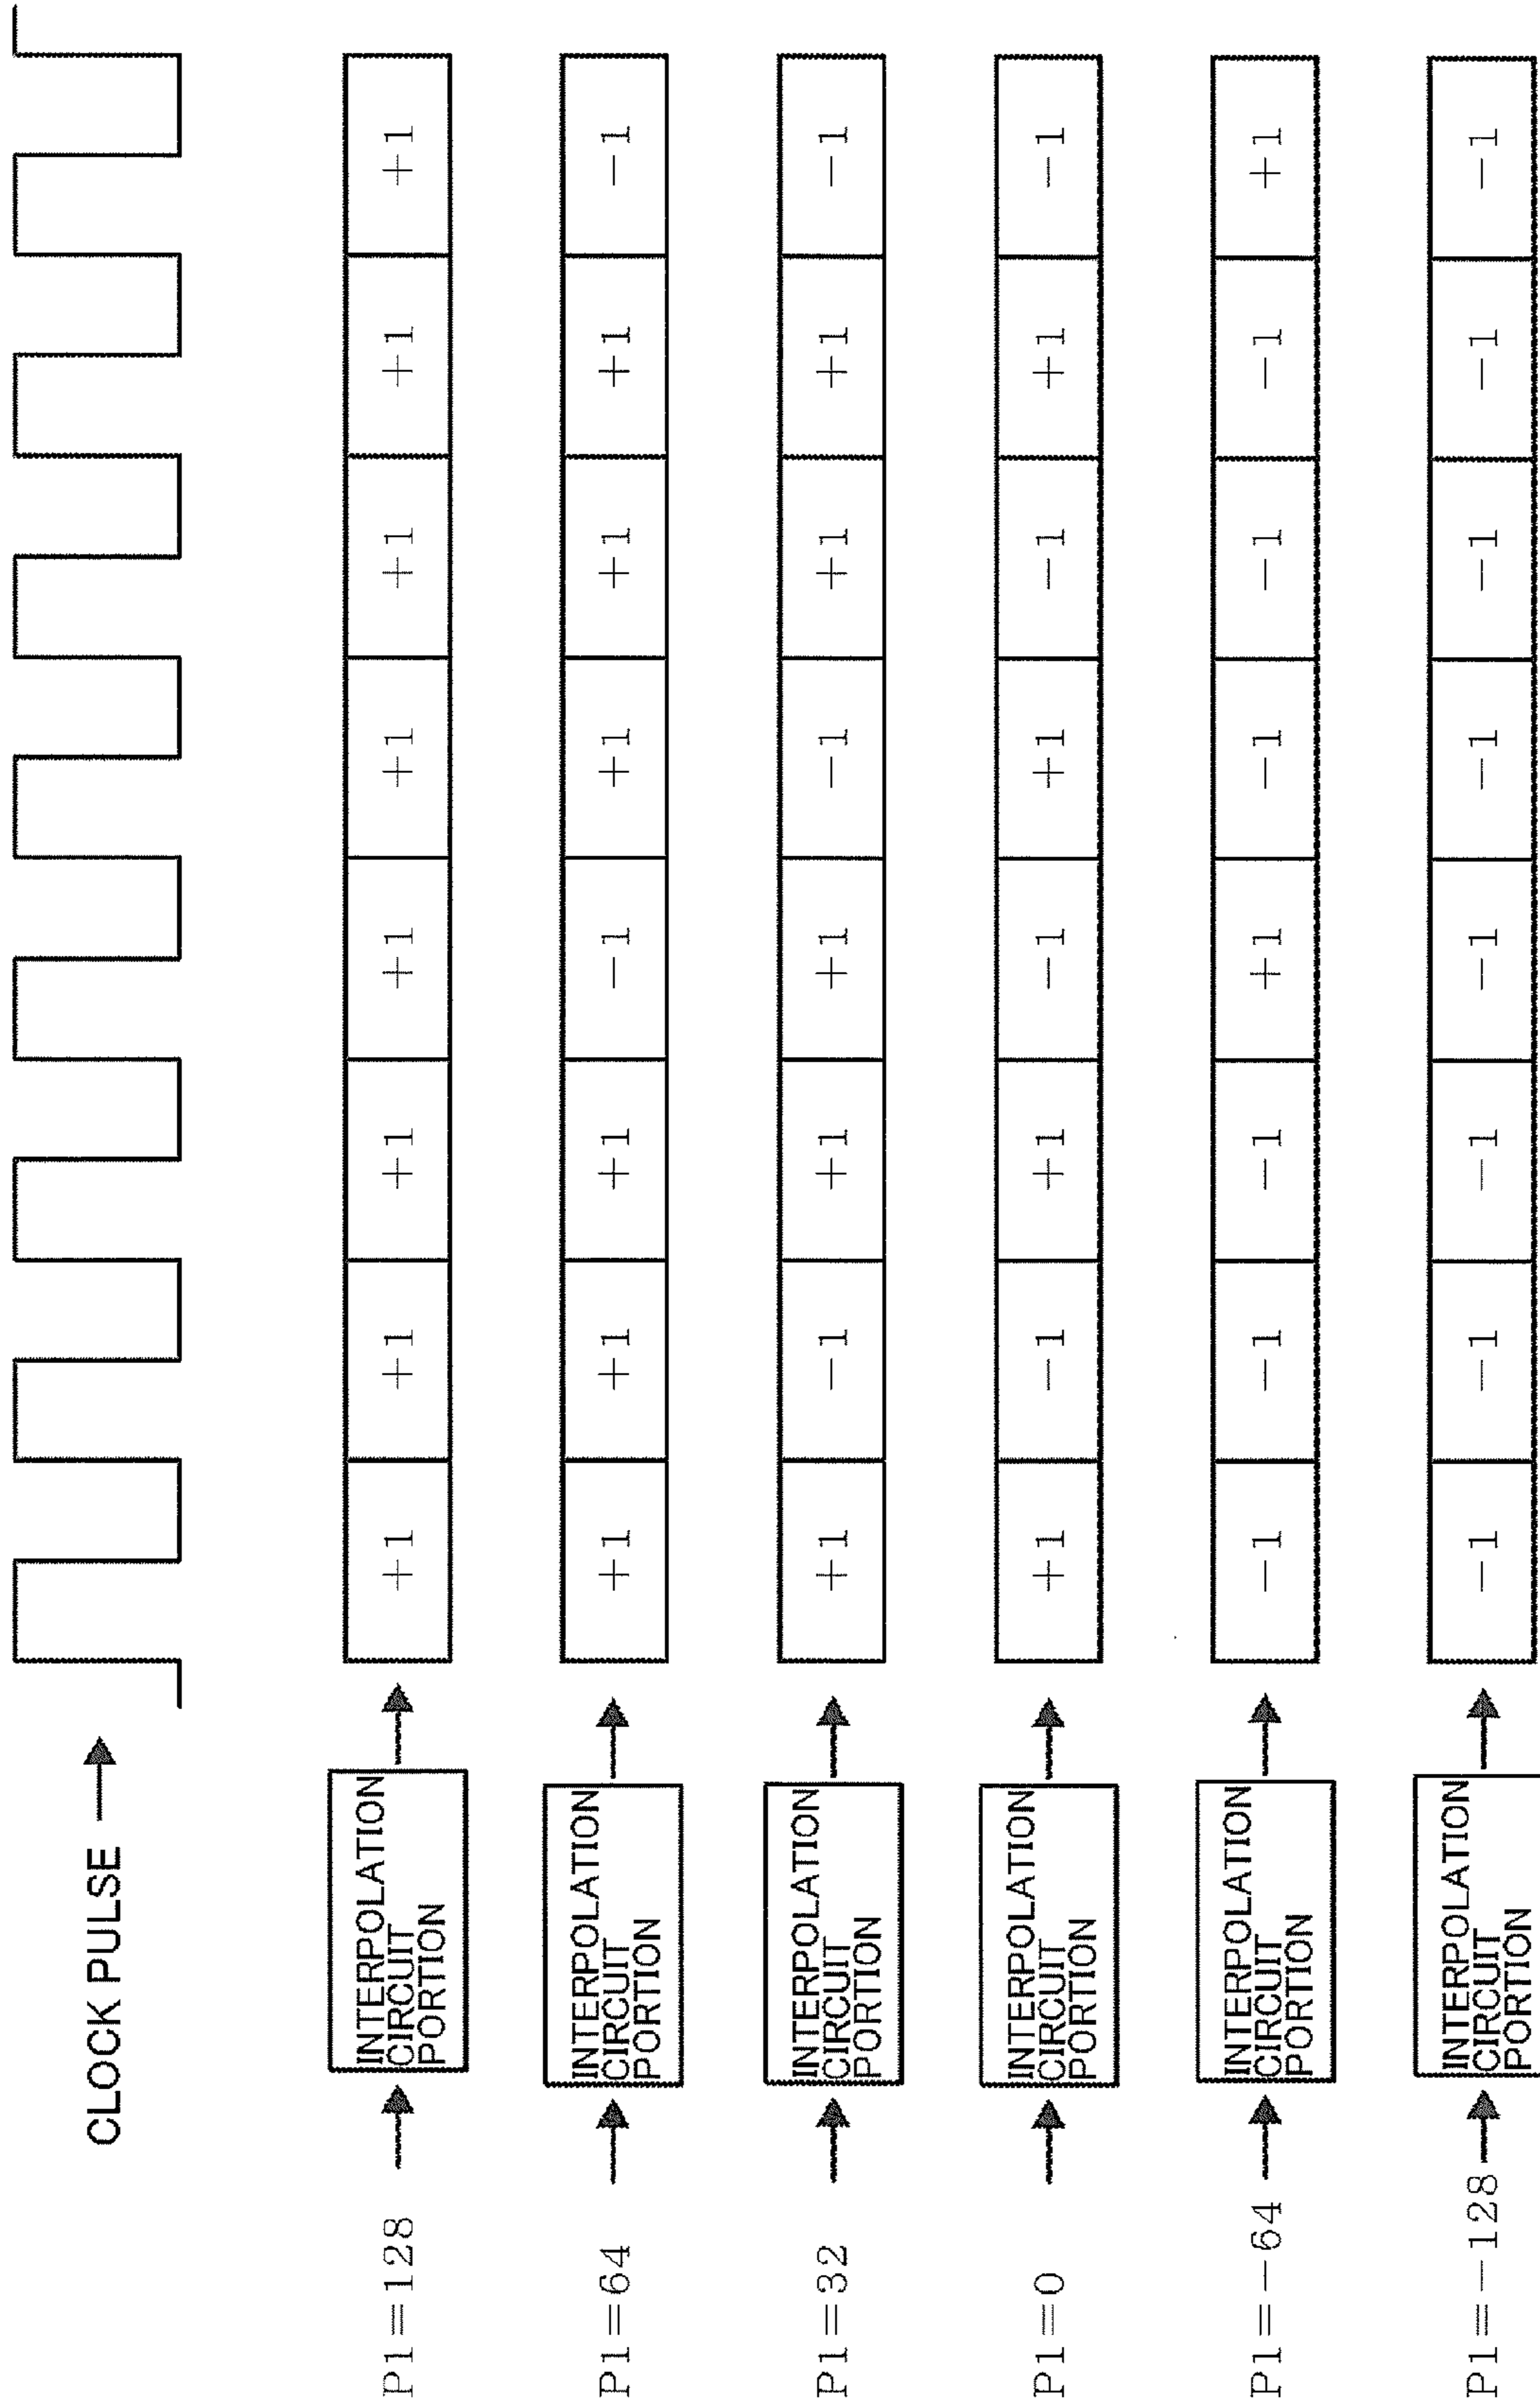 CLOCK PULSE
P1=128
INTERPOLATION
CIRCUIT
PORTION
+1 +1 +1 +1 +1 +1 +1 +1
P1=64
INTERPOLATION
CIRCUIT
PORTION
+1 +1 +1 −1 +1 +1 +1 −1
P1=32
INTERPOLATION
CIRCUIT
PORTION
+1 −1 +1 +1 −1 +1 +1 −1
P1=0
INTERPOLATION
CIRCUIT
PORTION
+1 −1 +1 −1 +1 −1 +1 −1
P1=−64
INTERPOLATION
CIRCUIT
PORTION
−1 −1 −1 +1 −1 −1 −1 +1
P1=−128
INTERPOLATION
CIRCUIT
PORTION
−1 −1 −1 −1 −1 −1 −1 −1